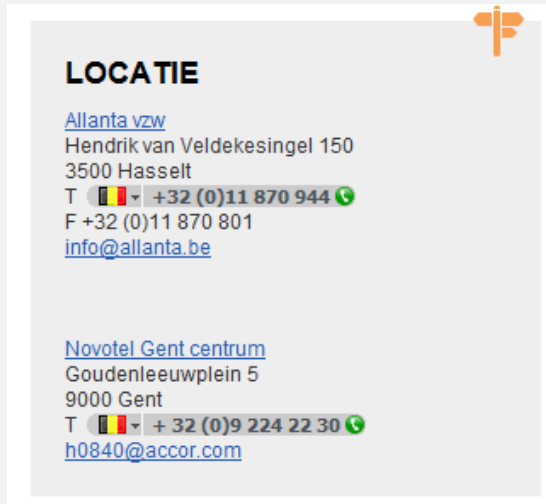 LOCATIE
Allanta vzw
Hendrik van Veldekesingel 150
3500 Hasselt
T +32 (0)11 870 944
F +32 (0)11 870 801
info@allanta.be
Novotel Gent centrum
Goudenleeuwplein 5
9000 Gent
T + 32 (0)9 224 22 30
h0840@accor.com